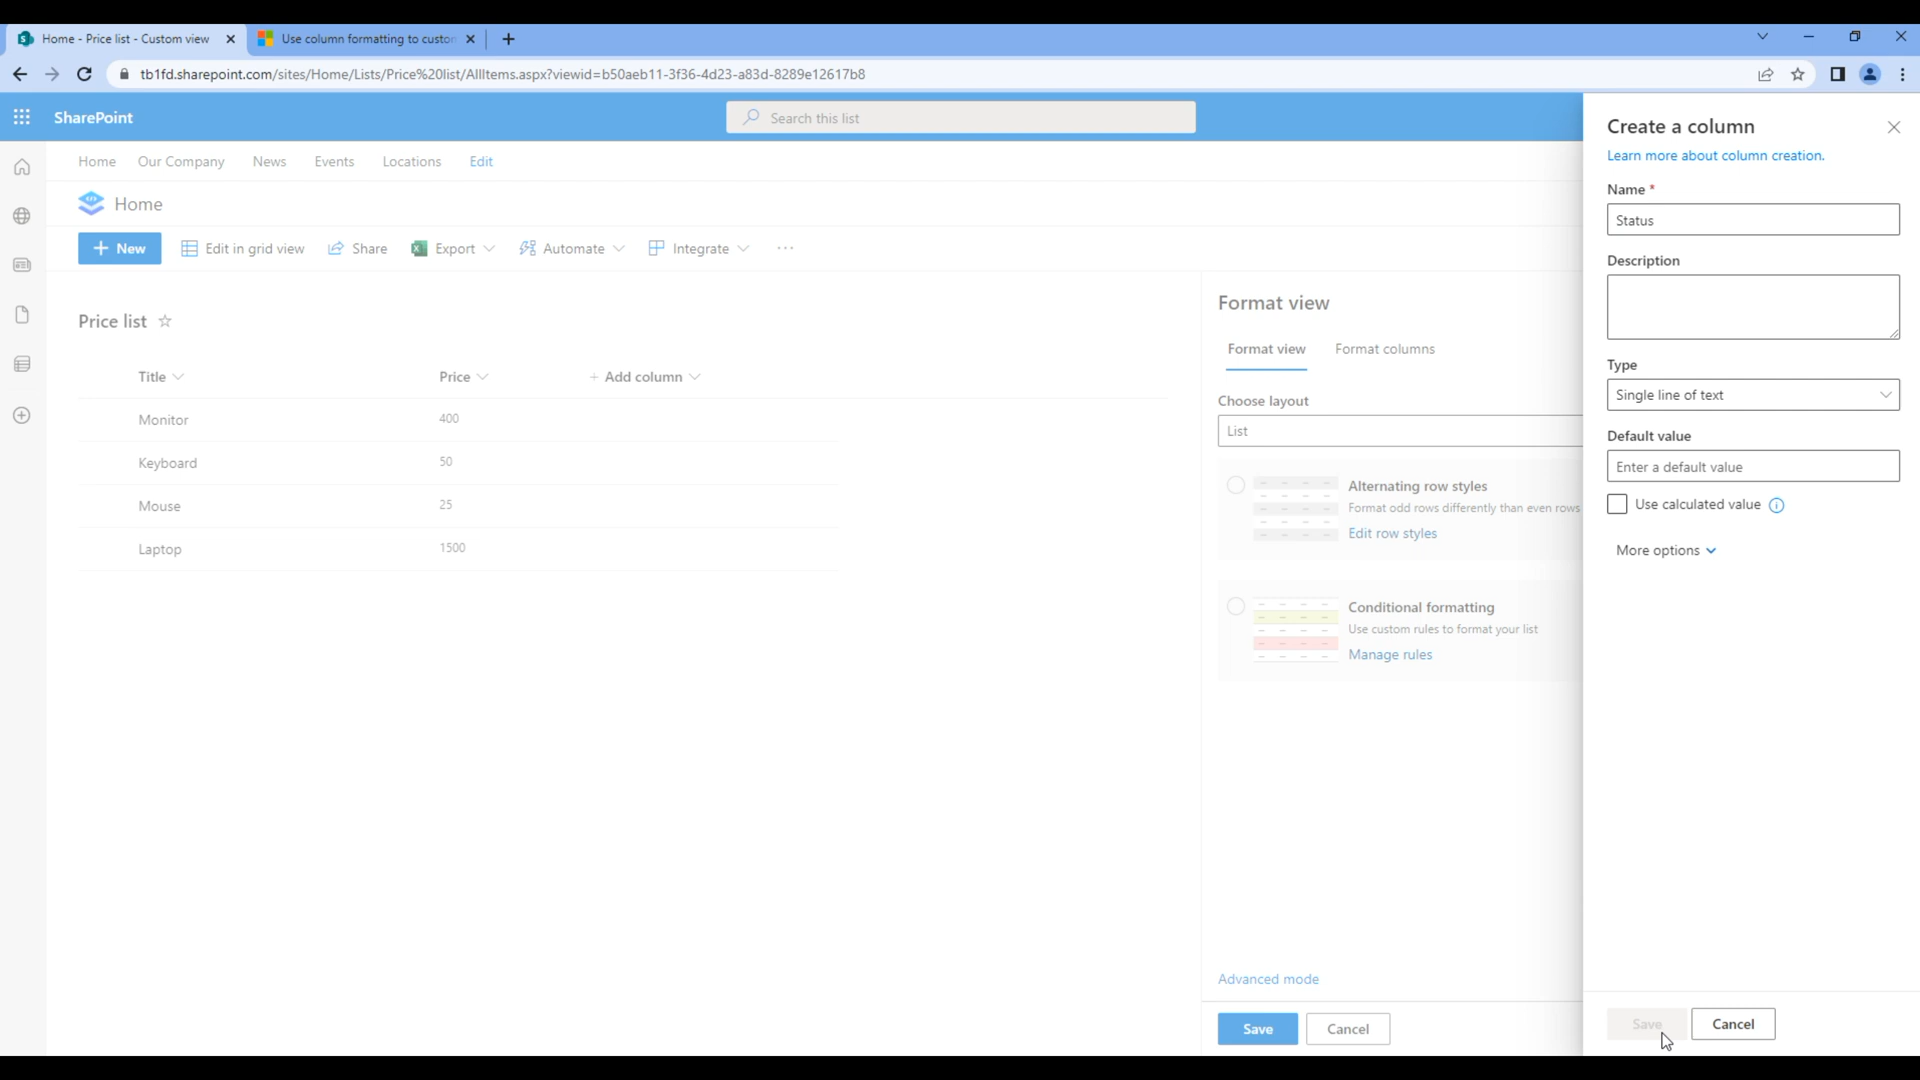 Home - Price list - Custom view
Use column formatting to custor
tb1fd.sharepoint.com/sites/Home/Lists/Price%20list/AllItems.aspx?viewid=b50aeb11-3f36-4d23-a83d-8289e12617b8
SharePoint
Search this list
Home Our Company News Events Locations Edit
Home
New Edit in grid view Share Export Automate Integrate ...
Price list
Title Price + Add column
Monitor 400
Keyboard 50
Mouse 25
Laptop 1500
Format view
Format view Format columns
Choose layout
List
Alternating row styles
Format odd rows differently than even rows
Edit row styles
Conditional formatting
Use custom rules to format your list
Manage rules
Advanced mode
Save Cancel
Create a column
Learn more about column creation.
Name *
Status
Description
Type
Single line of text
Default value
Enter a default value
Use calculated value
More options
Save Cancel